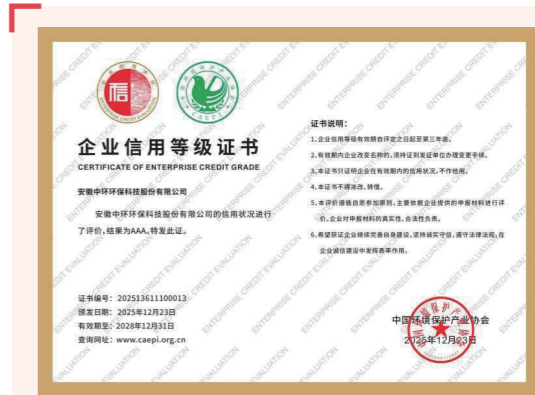 信
企业信用等级证书
CERTIFICATE OF ENTERPRISE CREDIT GRADE
安徽中环环保科技股份有限公司
安徽中环环保科技股份有限公司的信用状况进行
了评价,结果为AAA,特发此证。
证书编号：202513611100013
颁发日期：2025年12月23日
有效期至：2028年12月31日
查询网址：www.caepi.org.cn
证书说明：
1、企业信用等级有效期自评定之日起至第三年底。
2、有效期内企业改变名称的,须持证到发证单位办理变更手续。
3、本证书只证明企业在有效期内的信用状况,不作他用。
4、本证书不得涂改、转借。
5、本评价遵循自愿参加原则,主要依据企业提供的申报材料进行评
价,企业对申报材料的真实性、合法性负责。
6、希望获证企业继续完善自身建设,坚持诚实守信,遵守法律法规,在
企业诚信建设中发挥表率作用。
中国环境保护产业协会
2025年12月23日